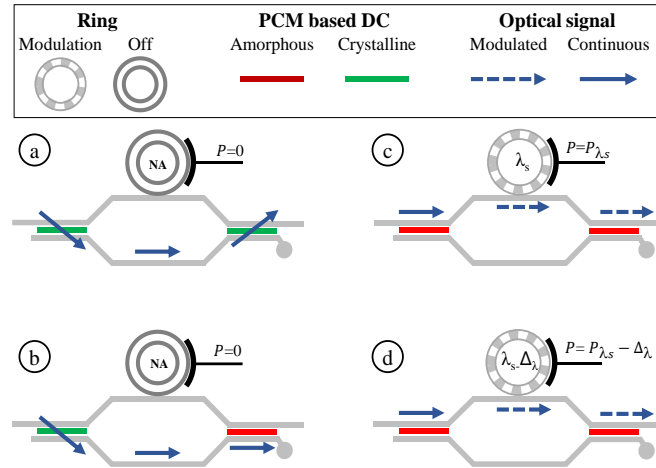 Ring
PCM based DC
Optical signal
Modulation Off
Amorphous Crystalline
Modulated Continuous
a
NA
P=0
c
λs
P=Pλs
b
NA
P=0
d
λs-Δλ
P= Pλs − Δλ